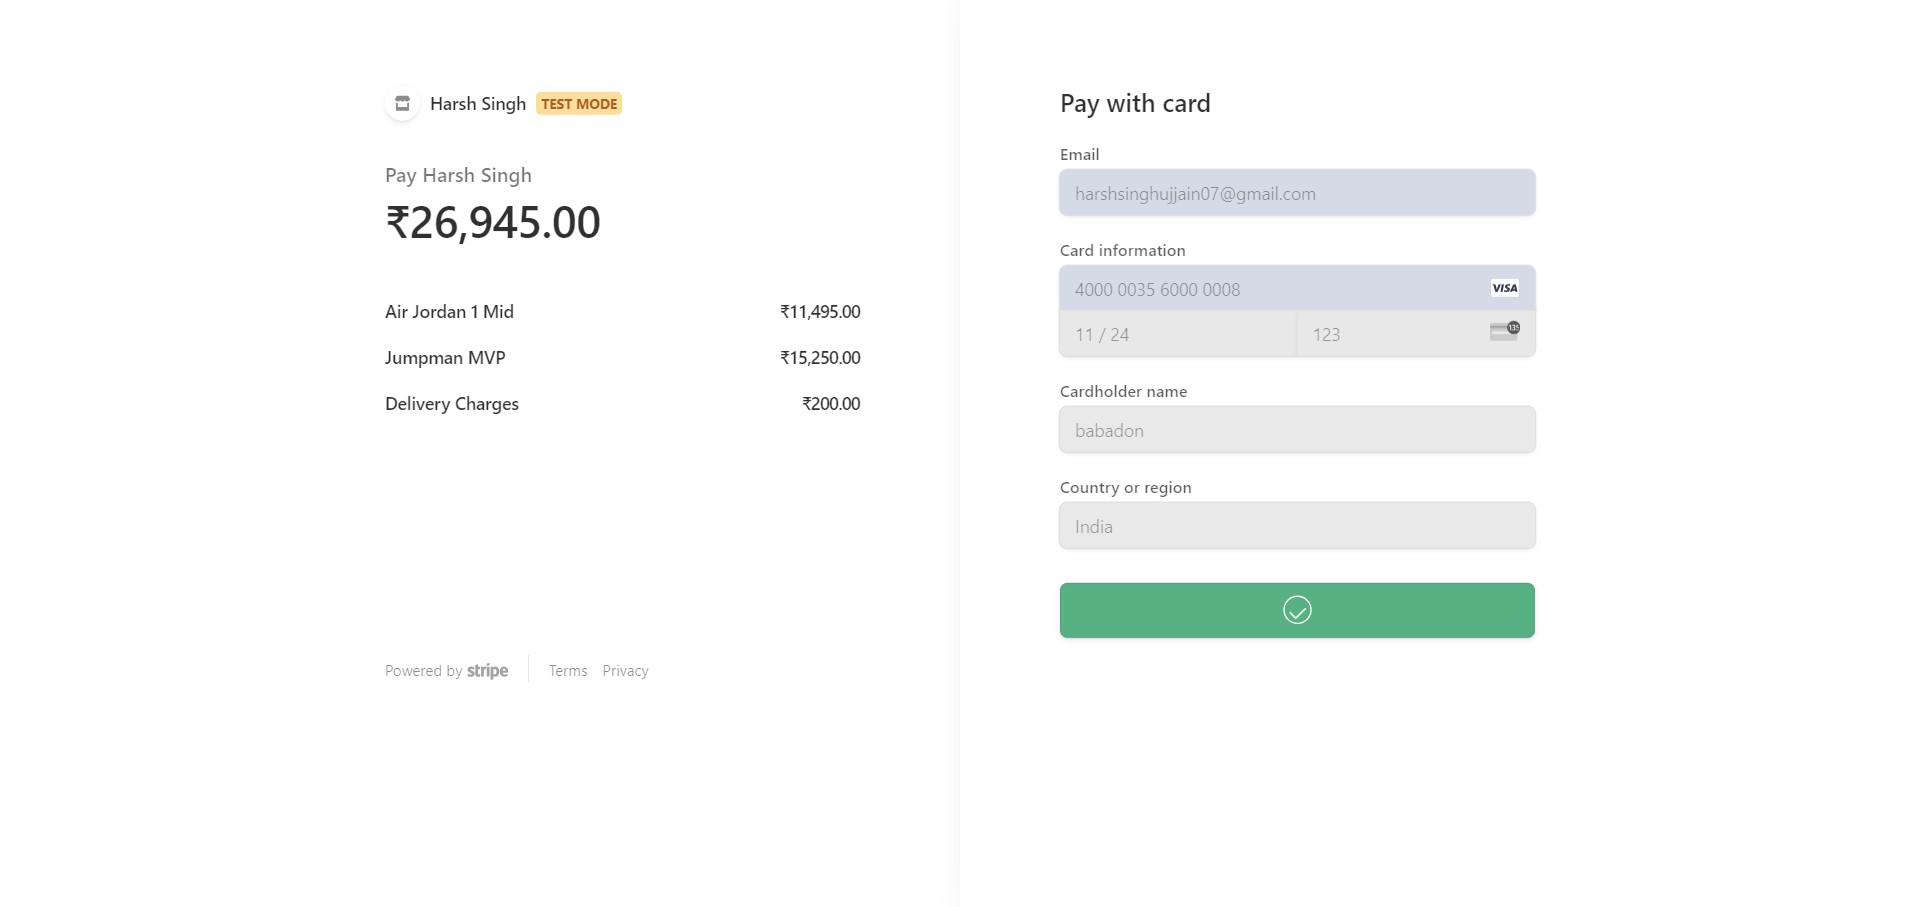 Harsh Singh TEST MODE
Pay Harsh Singh
₹26,945.00
Air Jordan 1 Mid ₹11,495.00
Jumpman MVP ₹15,250.00
Delivery Charges ₹200.00
Powered by stripe Terms Privacy
Pay with card
Email
harshsinghujjain07@gmail.com
Card information
4000 0035 6000 0008 VISA
11 / 24 123 135
Cardholder name
babadon
Country or region
India